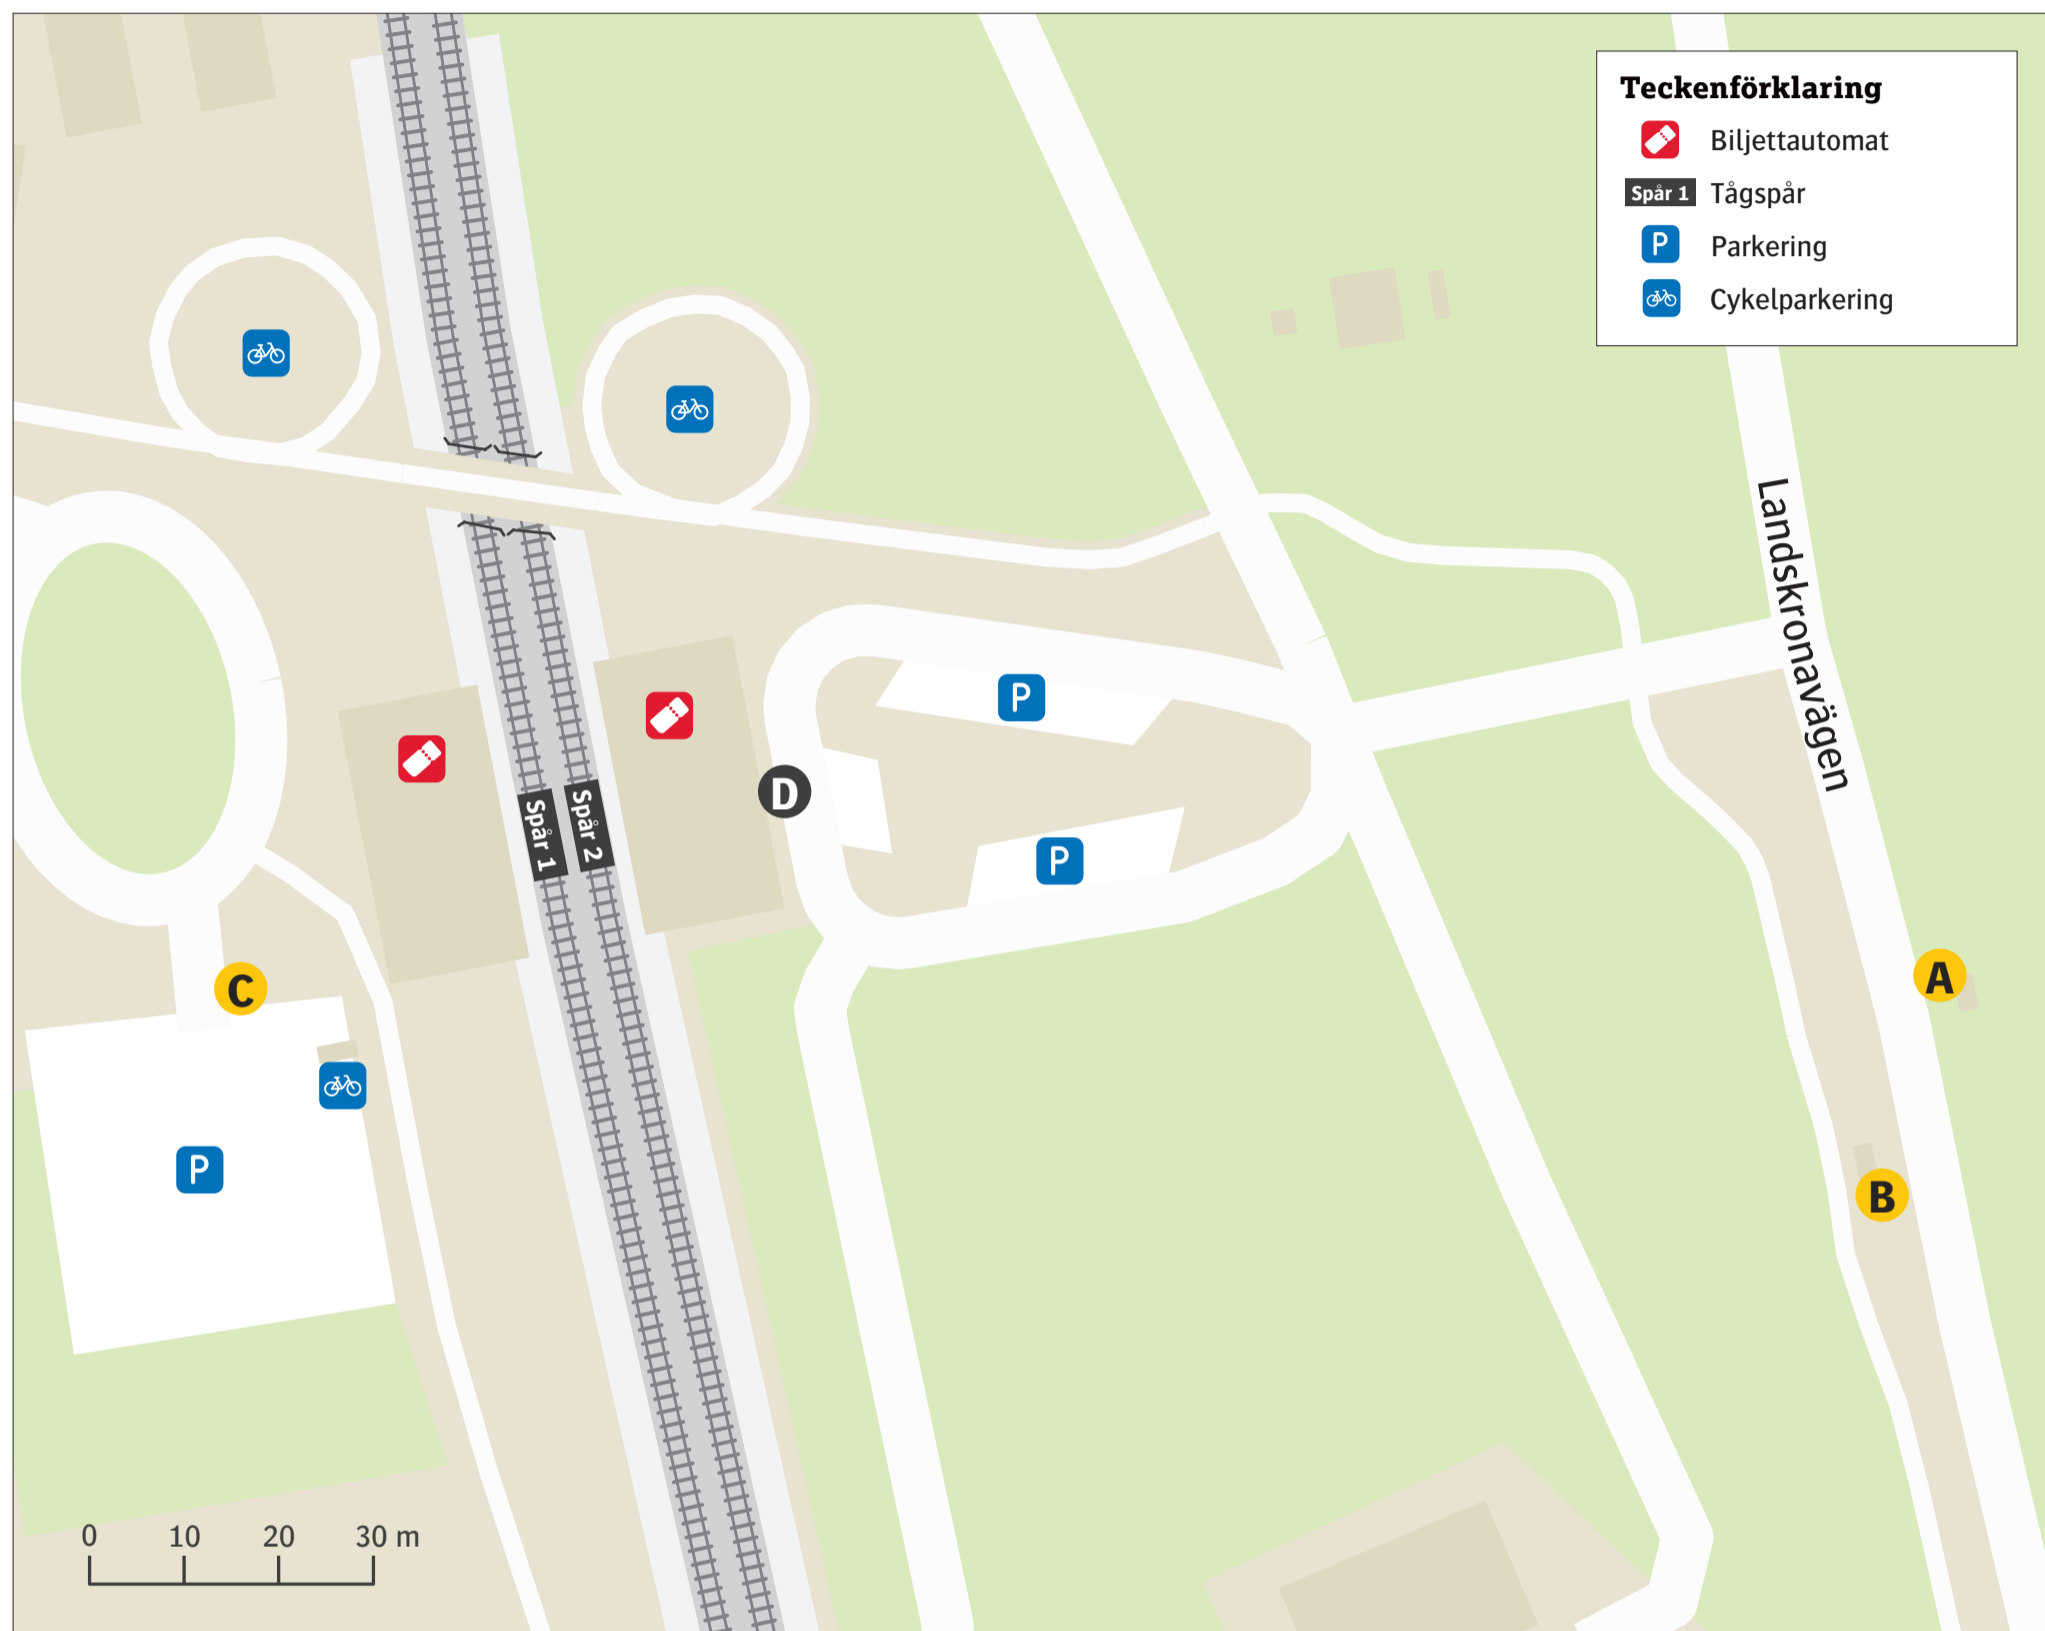 Teckenförklaring
Biljettautomat
Spår 1 Tågspår
P Parkering
Cykelparkering
Landskronavägen
P
D
Spår 1
Spår 2
P
C
A
P
B
0 10 20 30 m